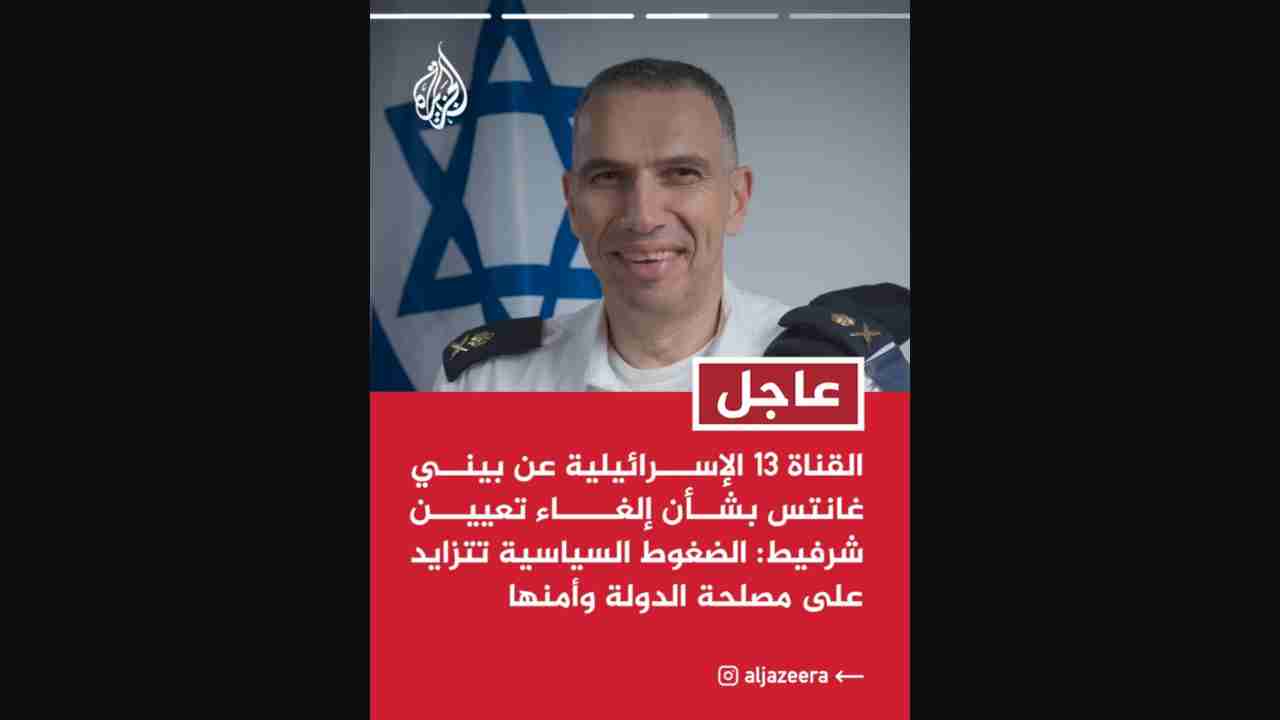 الجزيرة
عاجل
القناة 13 الإسرائيلية عن بيني
غانتس بشأن إلغاء تعيين
شرفيط: الضغوط السياسية تتزايد
على مصلحة الدولة وأمنها
aljazeera